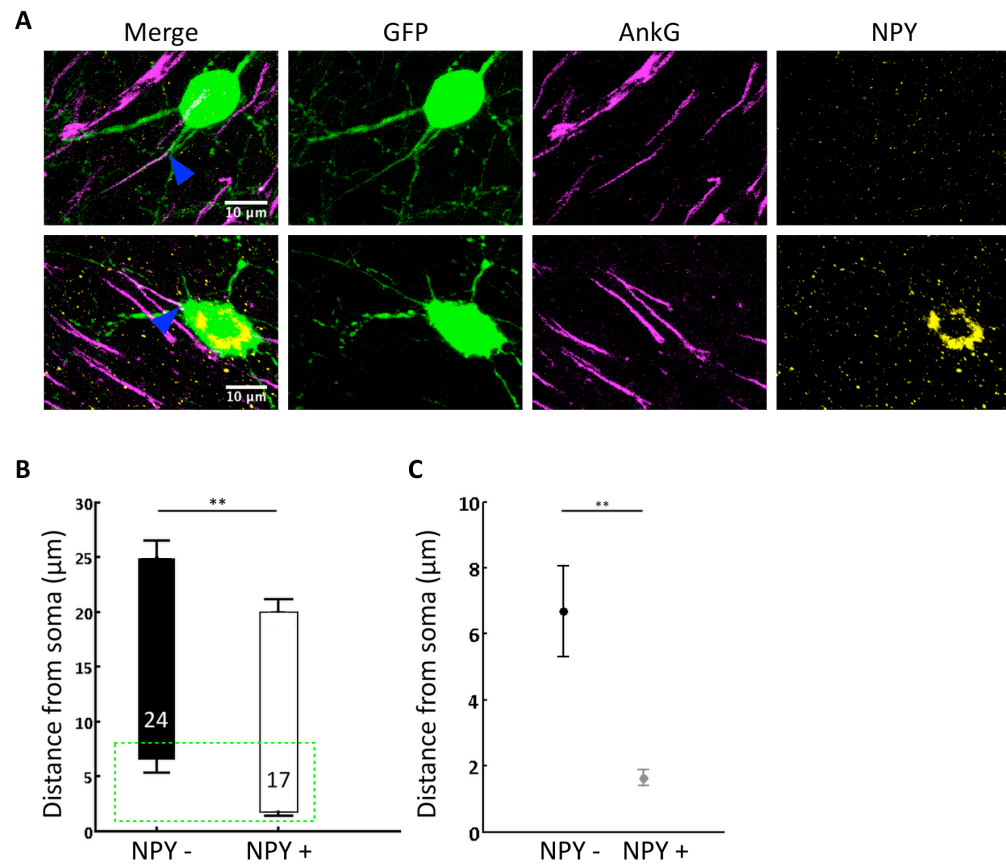 A
Merge GFP AnkG NPY
10 µm
10 µm
B
**
Distance from soma (µm)
30
25
20
15
10
5
0
24
17
NPY - NPY +
C
**
Distance from soma (µm)
10
8
6
4
2
0
NPY - NPY +